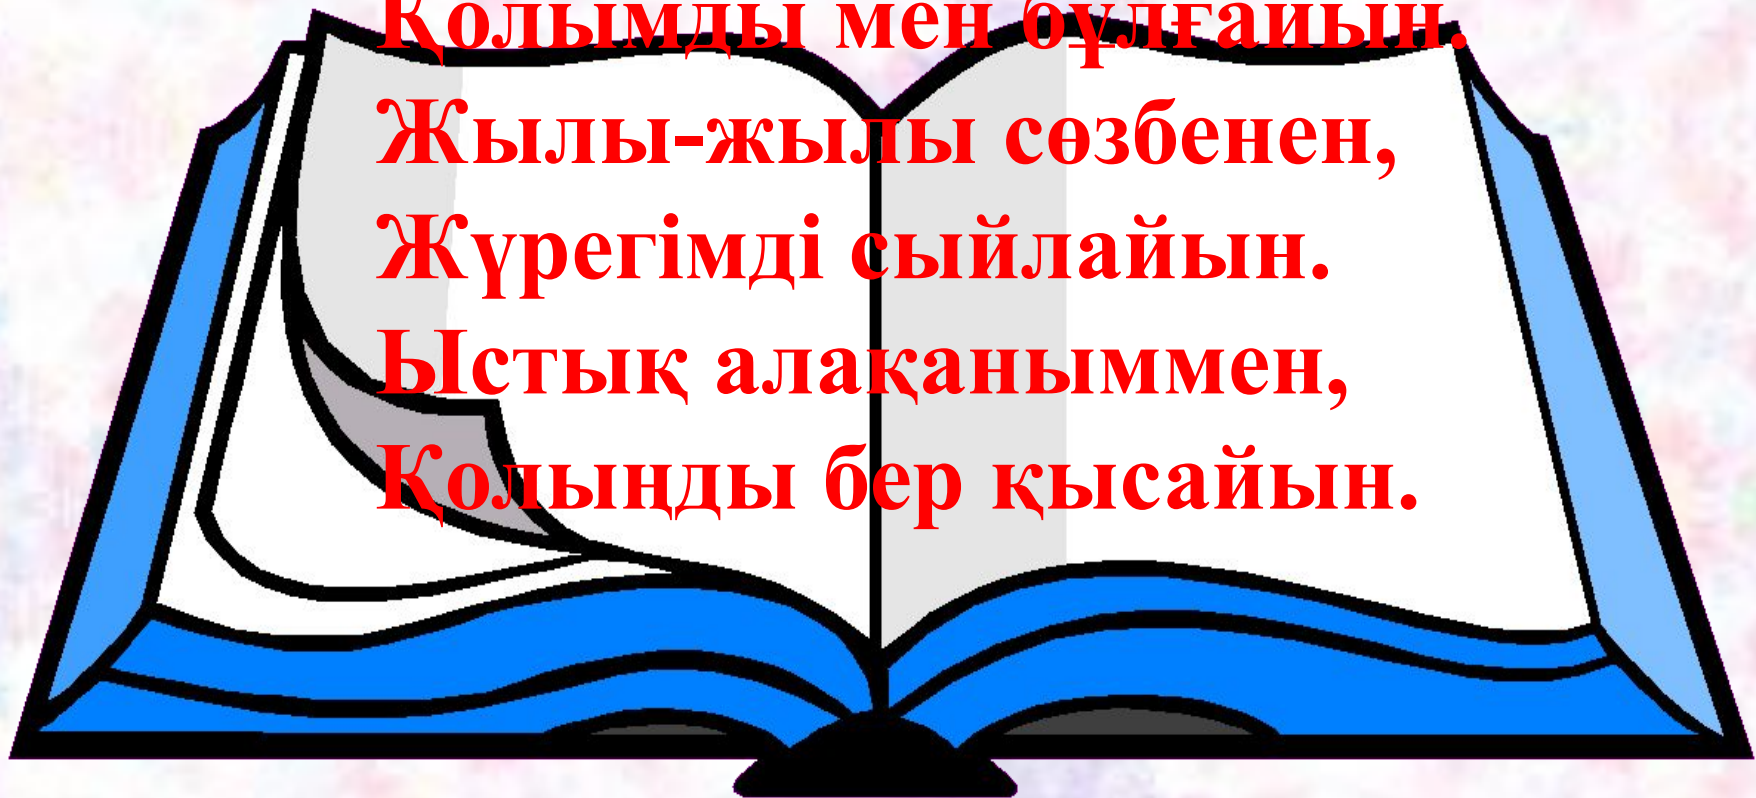 Қолымды мен бұлғайын.
Жылы-жылы сөзбенен,
Жүрегімді сыйлайын.
Ыстық алақаныммен,
Қолыңды бер қысайын.